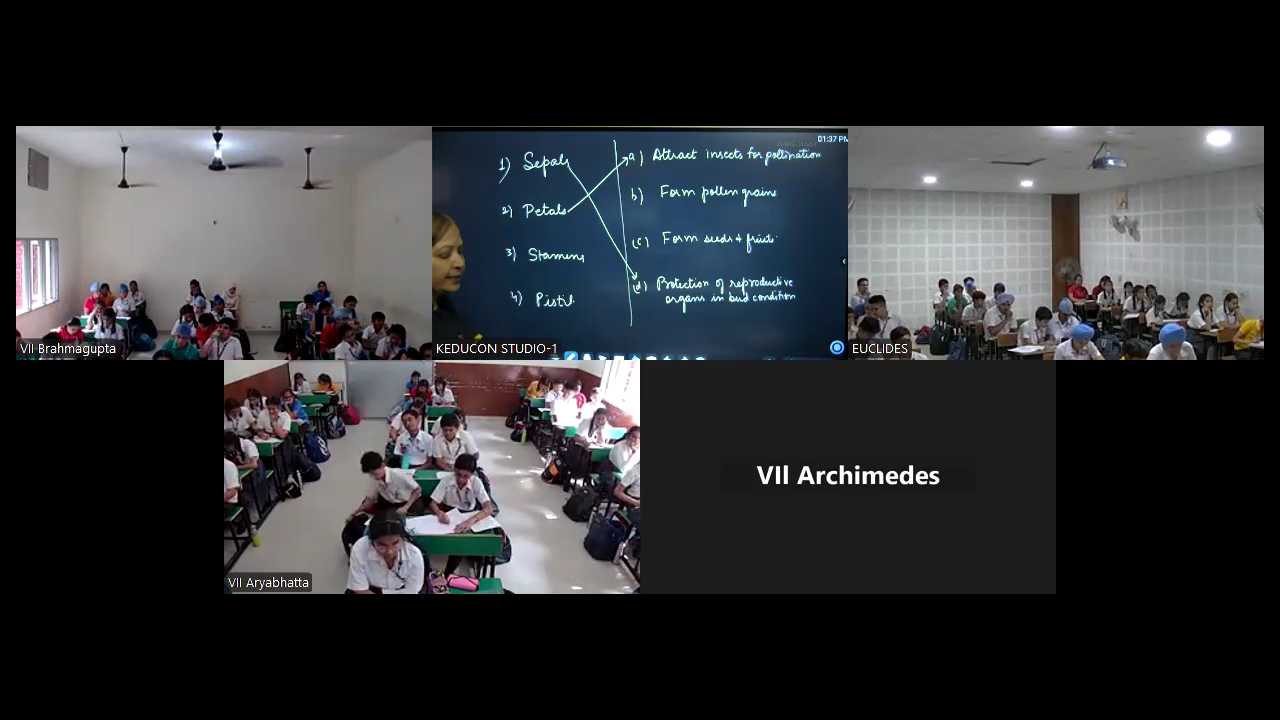 01:37 PM
1) Sepals
a) Attract insects for pollination
2) Petals
b) Form pollen grains
3) Stamens
(c) Form seeds & fruits
4) Pistil
(d) Protection of reproductive
organs in bud condition
VII Brahmagupta
KEDUCON STUDIO-1
EUCLIDES
VII Aryabhatta
VII Archimedes